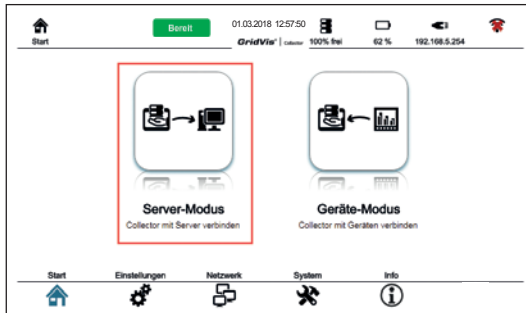 Start
Bereit
01.03.2018 12:57:50
GridVis® | Collector
100% frei
62 %
192.168.5.254
Server-Modus
Collector mit Server verbinden
Geräte-Modus
Collector mit Geräten verbinden
Start Einstellungen Netzwerk System Info